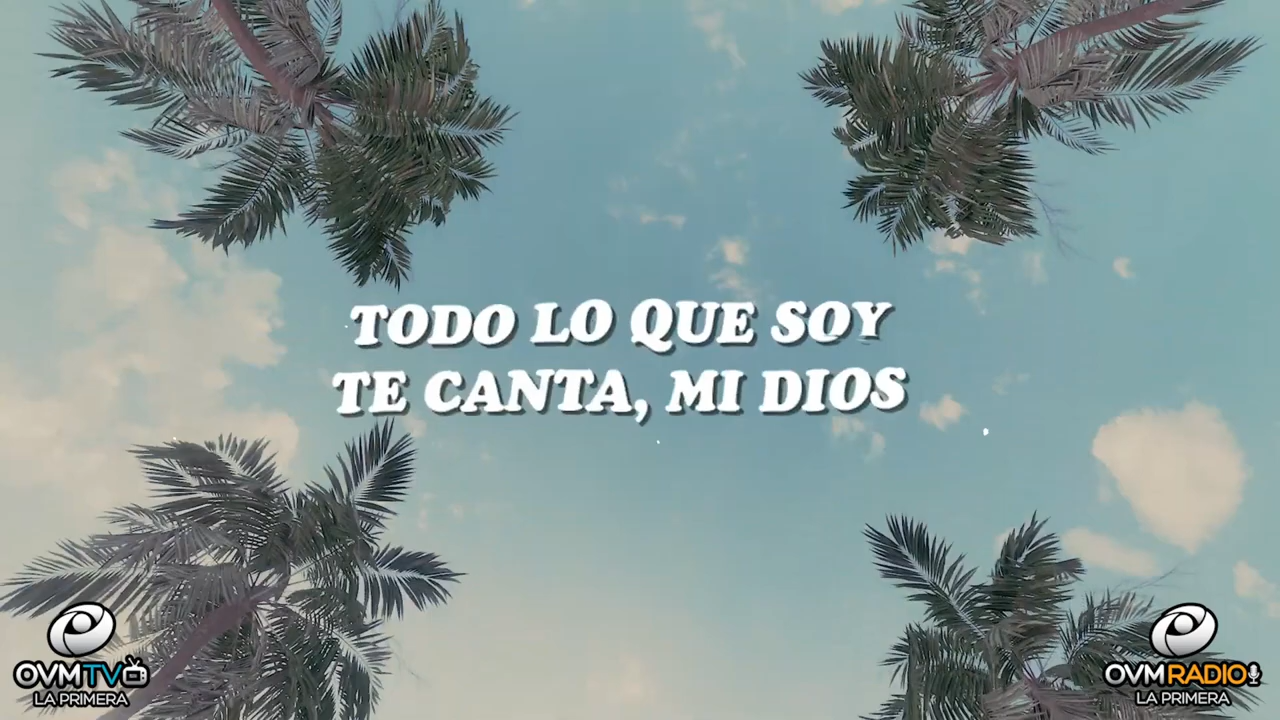 TODO LO QUE SOY
TE CANTA, MI DIOS
OVMTV
LA PRIMERA
OVMRADIO
LA PRIMERA